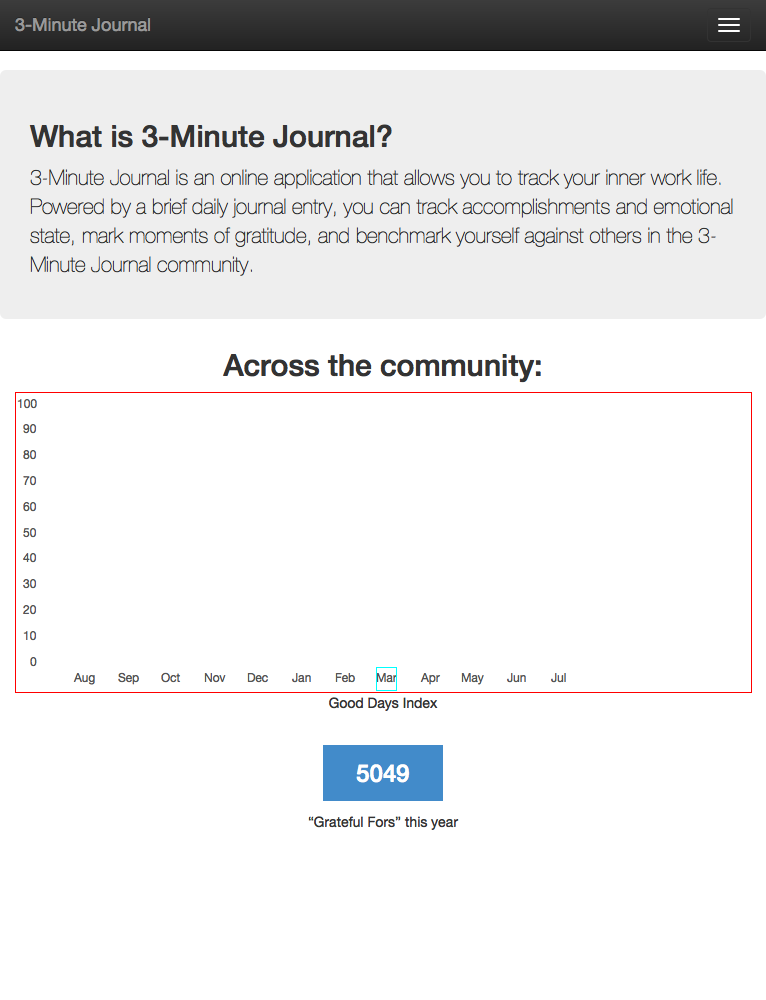 3-Minute Journal
What is 3-Minute Journal?
3-Minute Journal is an online application that allows you to track your inner work life.
Powered by a brief daily journal entry, you can track accomplishments and emotional
state, mark moments of gratitude, and benchmark yourself against others in the 3-
Minute Journal community.
Across the community:
100
90
80
70
60
50
40
30
20
10
0
Aug Sep Oct Nov Dec Jan Feb Mar Apr May Jun Jul
Good Days Index
5049
“Grateful Fors” this year